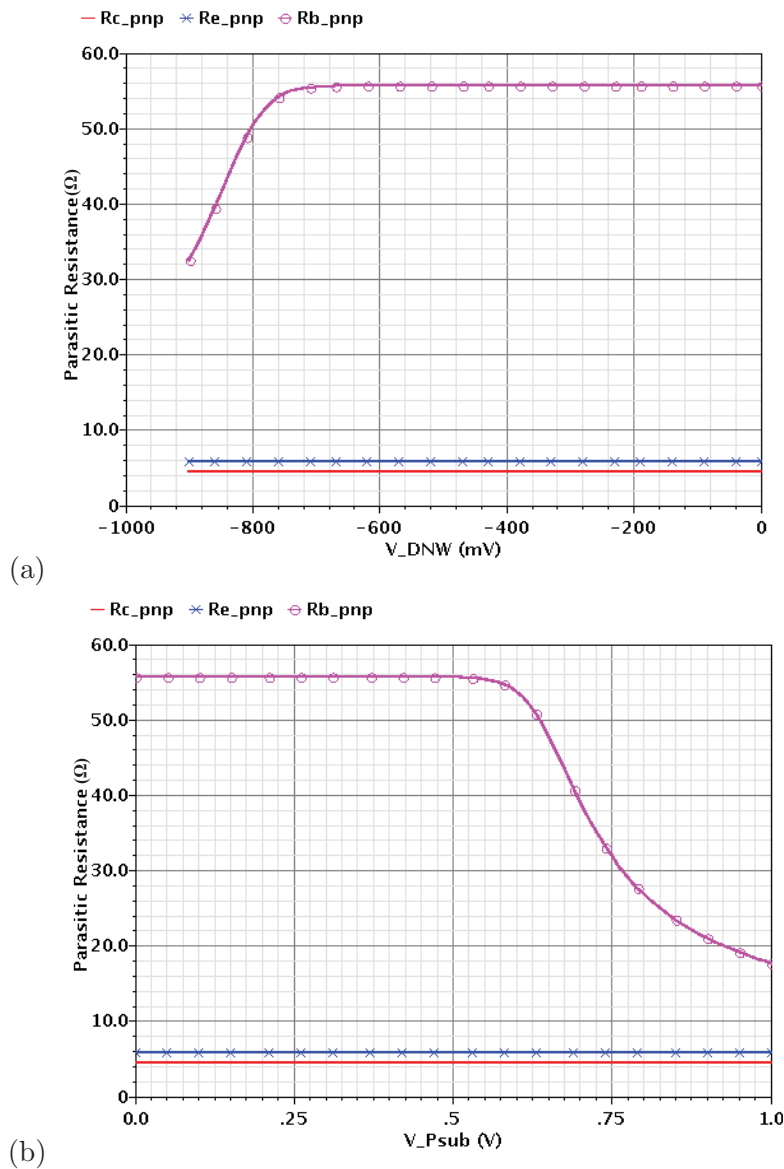 Rc_pnp Re_pnp Rb_pnp
60.0
50.0
40.0
30.0
20.0
10.0
0
Parasitic Resistance(Ω)
-1000 -800 -600 -400 -200 0
V_DNW (mV)
(a)
Rc_pnp Re_pnp Rb_pnp
60.0
50.0
40.0
30.0
20.0
10.0
0
Parasitic Resistance (Ω)
0.0 .25 .5 .75 1.0
V_Psub (V)
(b)